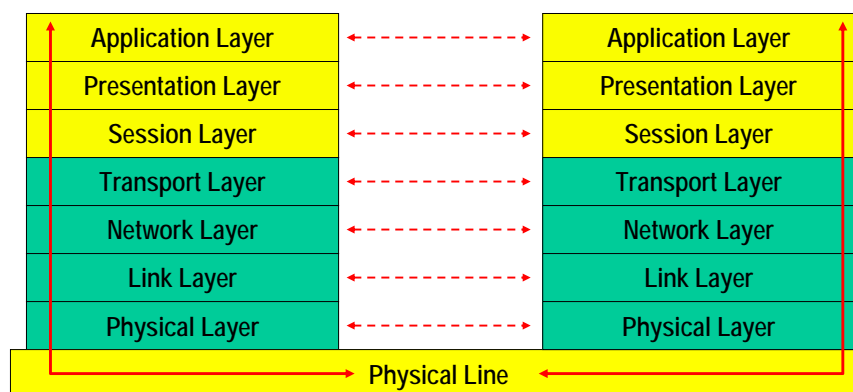 Application Layer
Application Layer
Presentation Layer
Presentation Layer
Session Layer
Session Layer
Transport Layer
Transport Layer
Network Layer
Network Layer
Link Layer
Link Layer
Physical Layer
Physical Layer
Physical Line